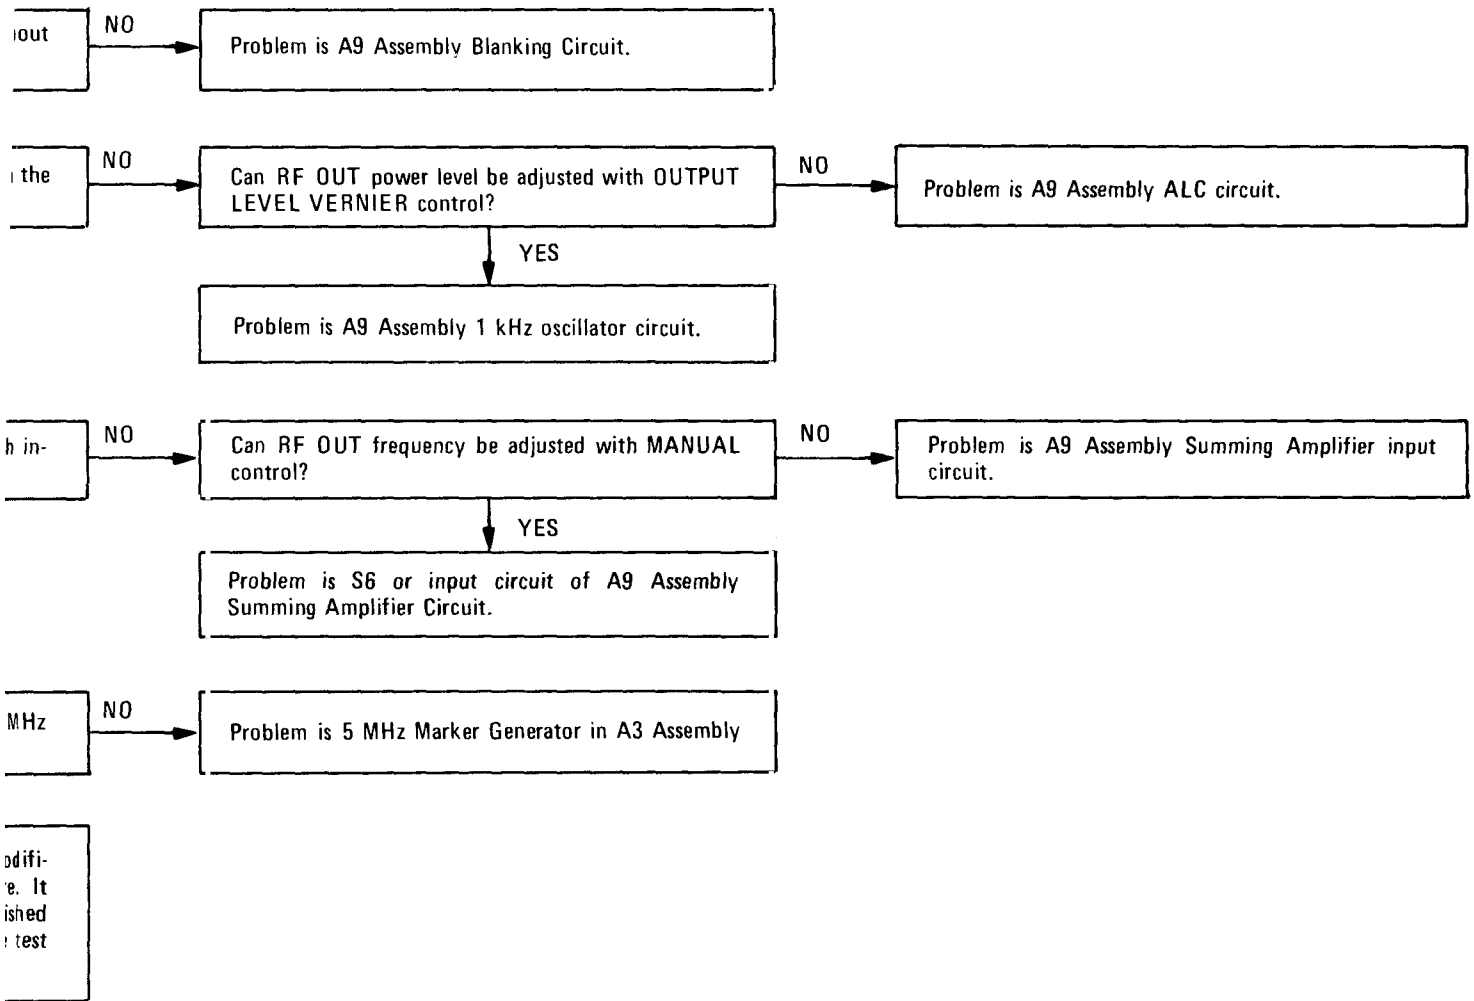 NO
Problem is A9 Assembly Blanking Circuit.
the
NO
Can RF OUT power level be adjusted with OUTPUT
LEVEL VERNIER control?
NO
Problem is A9 Assembly ALC circuit.
YES
Problem is A9 Assembly 1 kHz oscillator circuit.
in-
NO
Can RF OUT frequency be adjusted with MANUAL
control?
NO
Problem is A9 Assembly Summing Amplifier input
circuit.
YES
Problem is S6 or input circuit of A9 Assembly
Summing Amplifier Circuit.
MHz
NO
Problem is 5 MHz Marker Generator in A3 Assembly
It
test